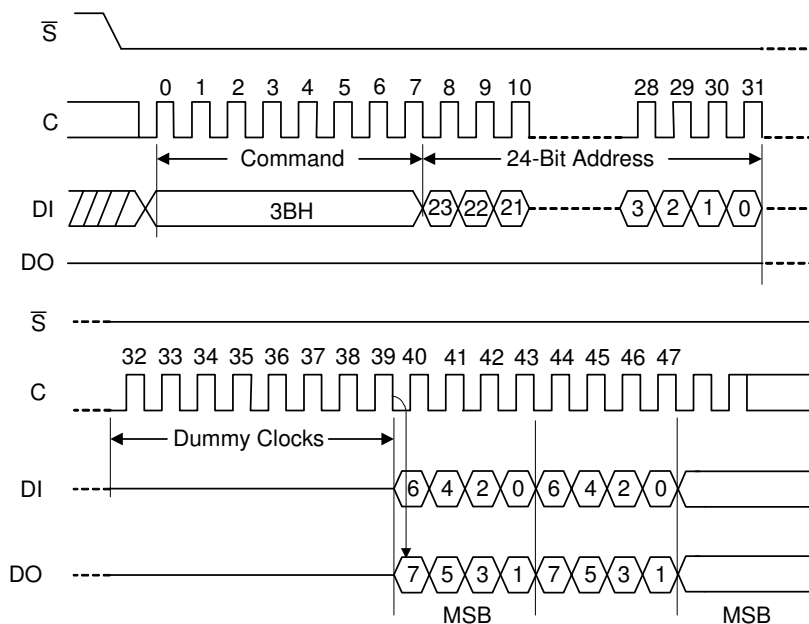 S
0 1 2 3 4 5 6 7 8 9 10 28 29 30 31
C
Command 24-Bit Address
DI 3BH 23 22 21 3 2 1 0
DO
S
32 33 34 35 36 37 38 39 40 41 42 43 44 45 46 47
C
Dummy Clocks
DI 6 4 2 0 6 4 2 0
DO 7 5 3 1 7 5 3 1
MSB MSB